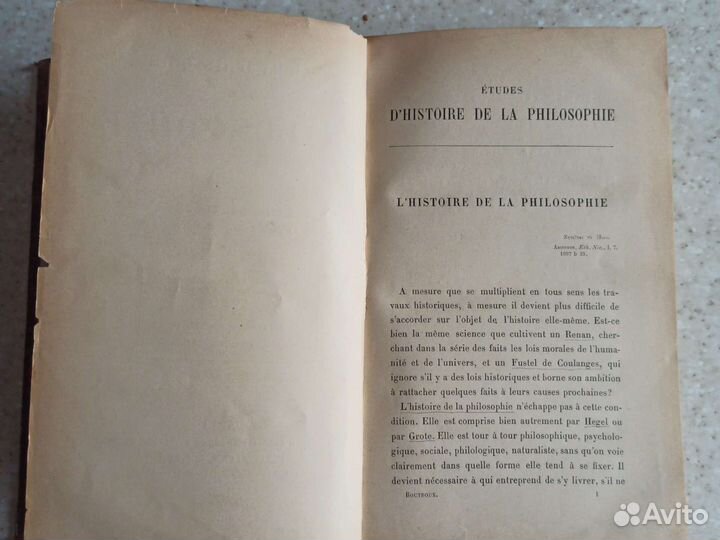 ÉTUDES
D'HISTOIRE DE LA PHILOSOPHIE
L'HISTOIRE DE LA PHILOSOPHIE
Eth. Nic., I, 7,
A mesure que se multiplient en tous sens les tra-
vaux historiques, à mesure il devient plus difficile de
s'accorder sur l'objet de l'histoire elle-même. Est-ce
bien la même science que cultivent un Renan, cher-
chant dans la série des faits les lois morales de l'huma-
nité et de l'univers, et un Fustel de Coulanges, qui
ignore s'il y a des lois historiques et borne son ambition
à rattacher quelques faits à leurs causes prochaines?
L'histoire de la philosophie n'échappe pas à cette con-
dition. Elle est comprise bien autrement par Hegel ou
par Grote. Elle est tour à tour philosophique, psycholo-
gique, sociale, philologique, naturaliste, sans qu'on voie
clairement dans quelle forme elle tend à se fixer. Il
devient nécessaire à qui entreprend de s'y livrer, s'il ne
BOUTROUX. 1
Avito